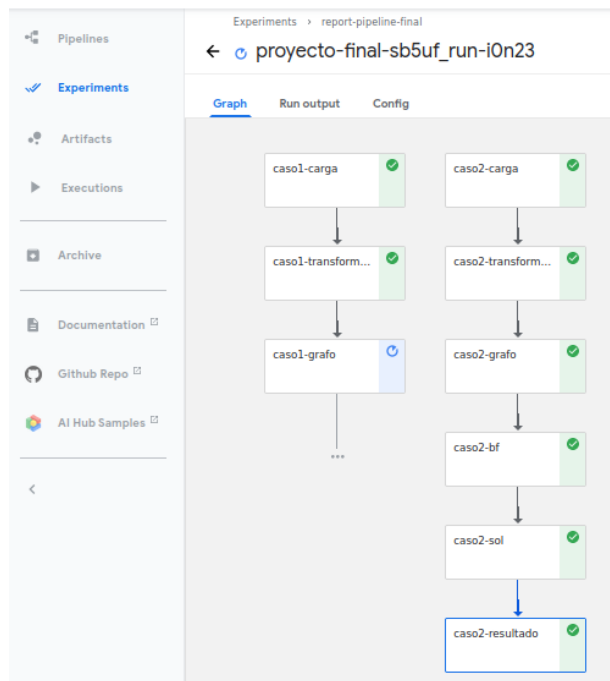 Pipelines
Experiments
Artifacts
Executions
Archive
Documentation
Github Repo
AI Hub Samples
Experiments › report-pipeline-final
proyecto-final-sb5uf_run-i0n23
Graph Run output Config
caso1-carga
caso1-transform...
caso1-grafo
...
caso2-carga
caso2-transform...
caso2-grafo
caso2-bf
caso2-sol
caso2-resultado